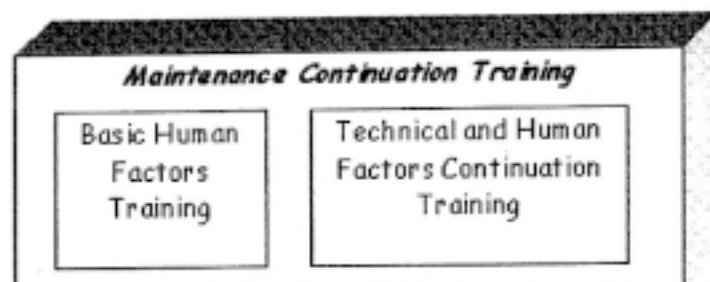 Maintenance Continuation Training
Basic Human
Factors
Training
Technical and Human
Factors Continuation
Training